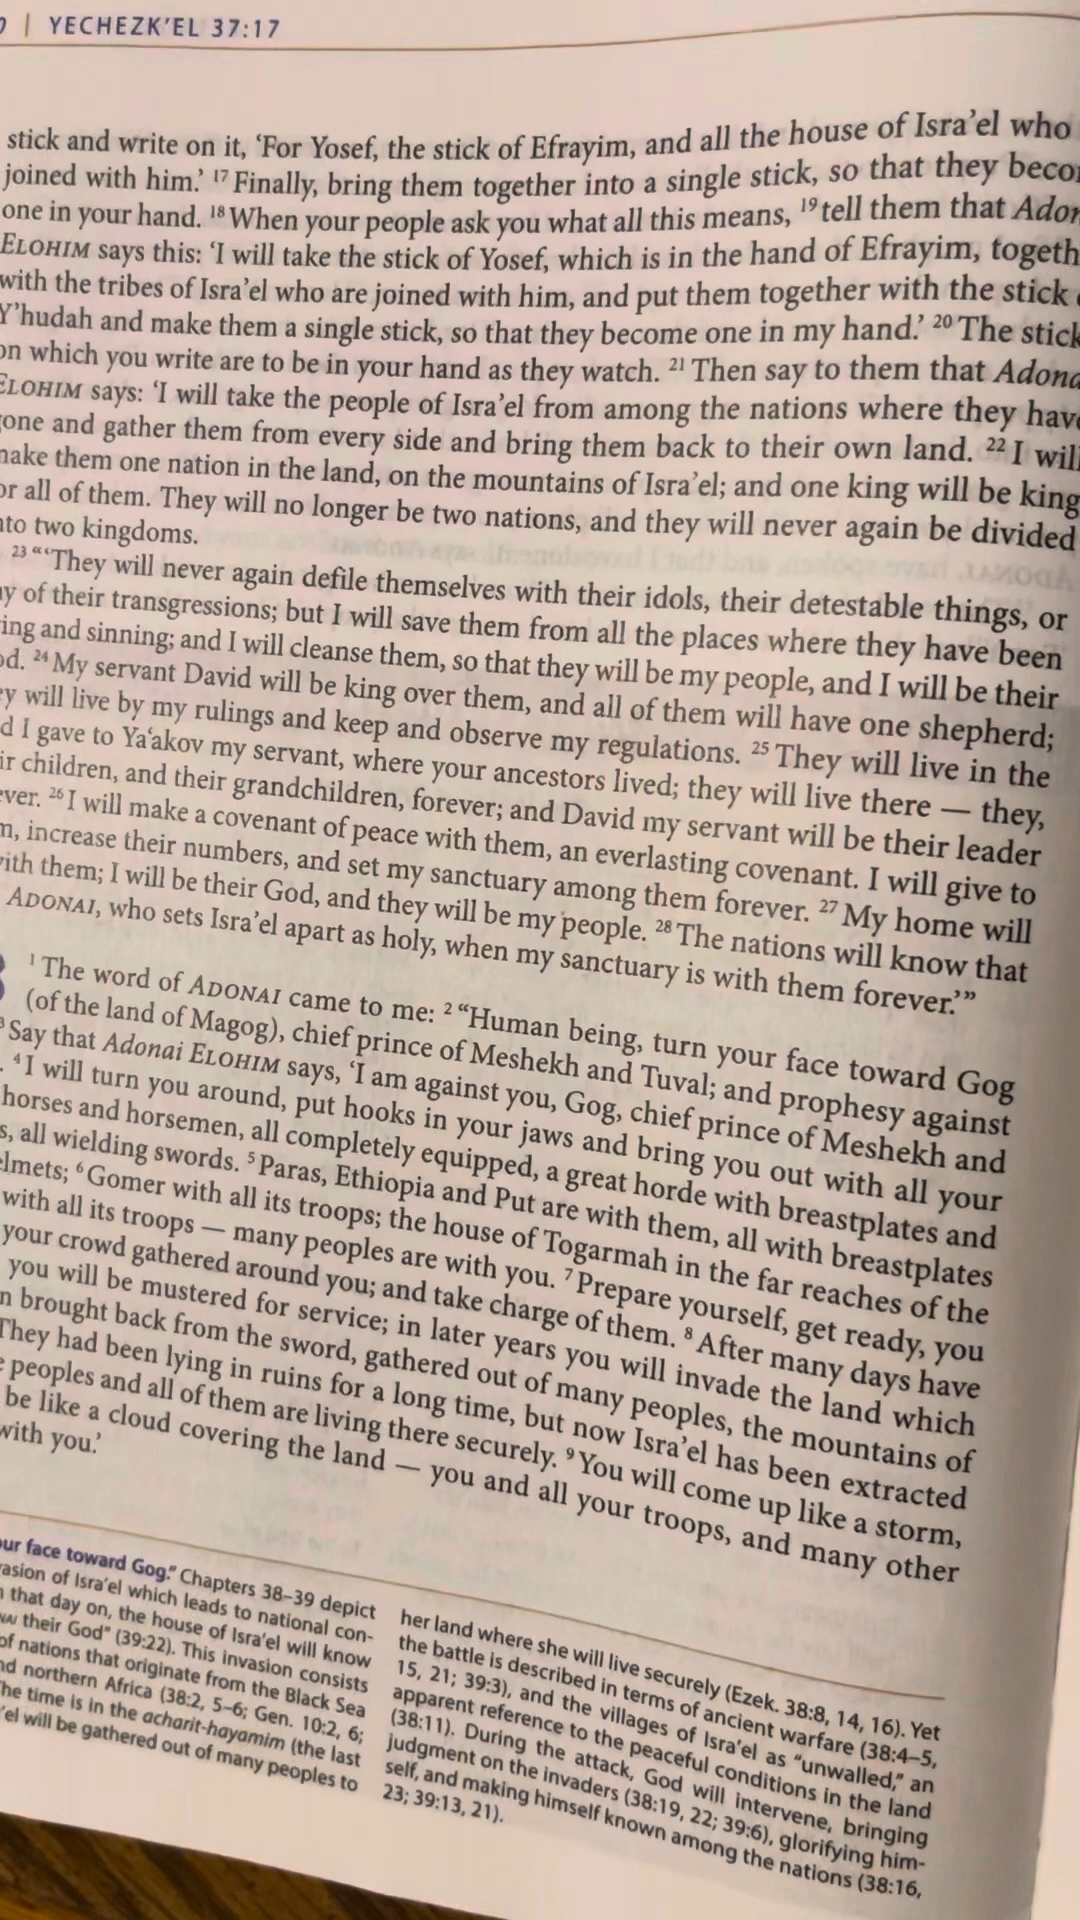 | YECHEZK'EL 37:17
stick and write on it, ‘For Yosef, the stick of Efrayim, and all the house of Isra’el who
joined with him.’ 17 Finally, bring them together into a single stick, so that they
one in your hand. 18 When your people ask you what all this means, 19 tell them that
ELOHIM says this: ‘I will take the stick of Yosef, which is in the hand of Efrayim,
with the tribes of Isra’el who are joined with him, and put them together with the stick
Y’hudah and make them a single stick, so that they become one in my hand.’ 20 The
on which you write are to be in your hand as they watch. 21 Then say to them that
ELOHIM says: ‘I will take the people of Isra’el from among the nations where they have
gone and gather them from every side and bring them back to their own land. 22 I will
make them one nation in the land, on the mountains of Isra’el; and one king will be king
or all of them. They will no longer be two nations, and they will never again be divided
into two kingdoms.
23 “‘They will never again defile themselves with their idols, their detestable things, or
of their transgressions; but I will save them from all the places where they have been
and sinning; and I will cleanse them, so that they will be my people, and I will be their
24 My servant David will be king over them, and all of them will have one shepherd;
will live by my rulings and keep and observe my regulations. 25 They will live in the
I gave to Ya‘akov my servant, where your ancestors lived; they will live there — they,
children, and their grandchildren, forever; and David my servant will be their leader
26 I will make a covenant of peace with them, an everlasting covenant. I will give to
increase their numbers, and set my sanctuary among them forever. 27 My home will
with them; I will be their God, and they will be my people. 28 The nations will know that
ADONAI, who sets Isra’el apart as holy, when my sanctuary is with them forever.’”
1 The word of ADONAI came to me: 2 “Human being, turn your face toward Gog
(of the land of Magog), chief prince of Meshekh and Tuval; and prophesy against
3 Say that Adonai ELOHIM says, ‘I am against you, Gog, chief prince of Meshekh and
4 I will turn you around, put hooks in your jaws and bring you out with all your
horses and horsemen, all completely equipped, a great horde with breastplates and
all wielding swords. 5 Paras, Ethiopia and Put are with them, all with breastplates
6 Gomer with all its troops; the house of Togarmah in the far reaches of the
with all its troops — many peoples are with you. 7 Prepare yourself, get ready, you
your crowd gathered around you; and take charge of them. 8 After many days have
you will be mustered for service; in later years you will invade the land which
brought back from the sword, gathered out of many peoples, the mountains of
They had been lying in ruins for a long time, but now Isra’el has been extracted
peoples and all of them are living there securely. 9 You will come up like a storm,
be like a cloud covering the land — you and all your troops, and many other
with you.’
face toward Gog.” Chapters 38–39 depict
of Isra’el which leads to national con-
that day on, the house of Isra’el will know
their God” (39:22). This invasion consists
of nations that originate from the Black Sea
northern Africa (38:2, 5–6; Gen. 10:2, 6;
The time is in the acharit-hayamim (the last
will be gathered out of many peoples to
her land where she will live securely (Ezek. 38:8, 14, 16). Yet
the battle is described in terms of ancient warfare (38:4–5,
15, 21; 39:3), and the villages of Isra’el as “unwalled,” an
apparent reference to the peaceful conditions in the land
(38:11). During the attack, God will intervene, bringing
judgment on the invaders (38:19, 22; 39:6), glorifying him-
self, and making himself known among the nations (38:16,
23; 39:13, 21).